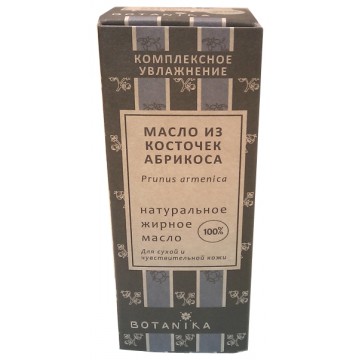 КОМПЛЕКСНОЕ
УВЛАЖНЕНИЕ
МАСЛО ИЗ
КОСТОЧЕК
АБРИКОСА
Prunus armenica
натуральное
жирное
масло
100%
Для сухой и
чувствительной кожи
BOTANIKA